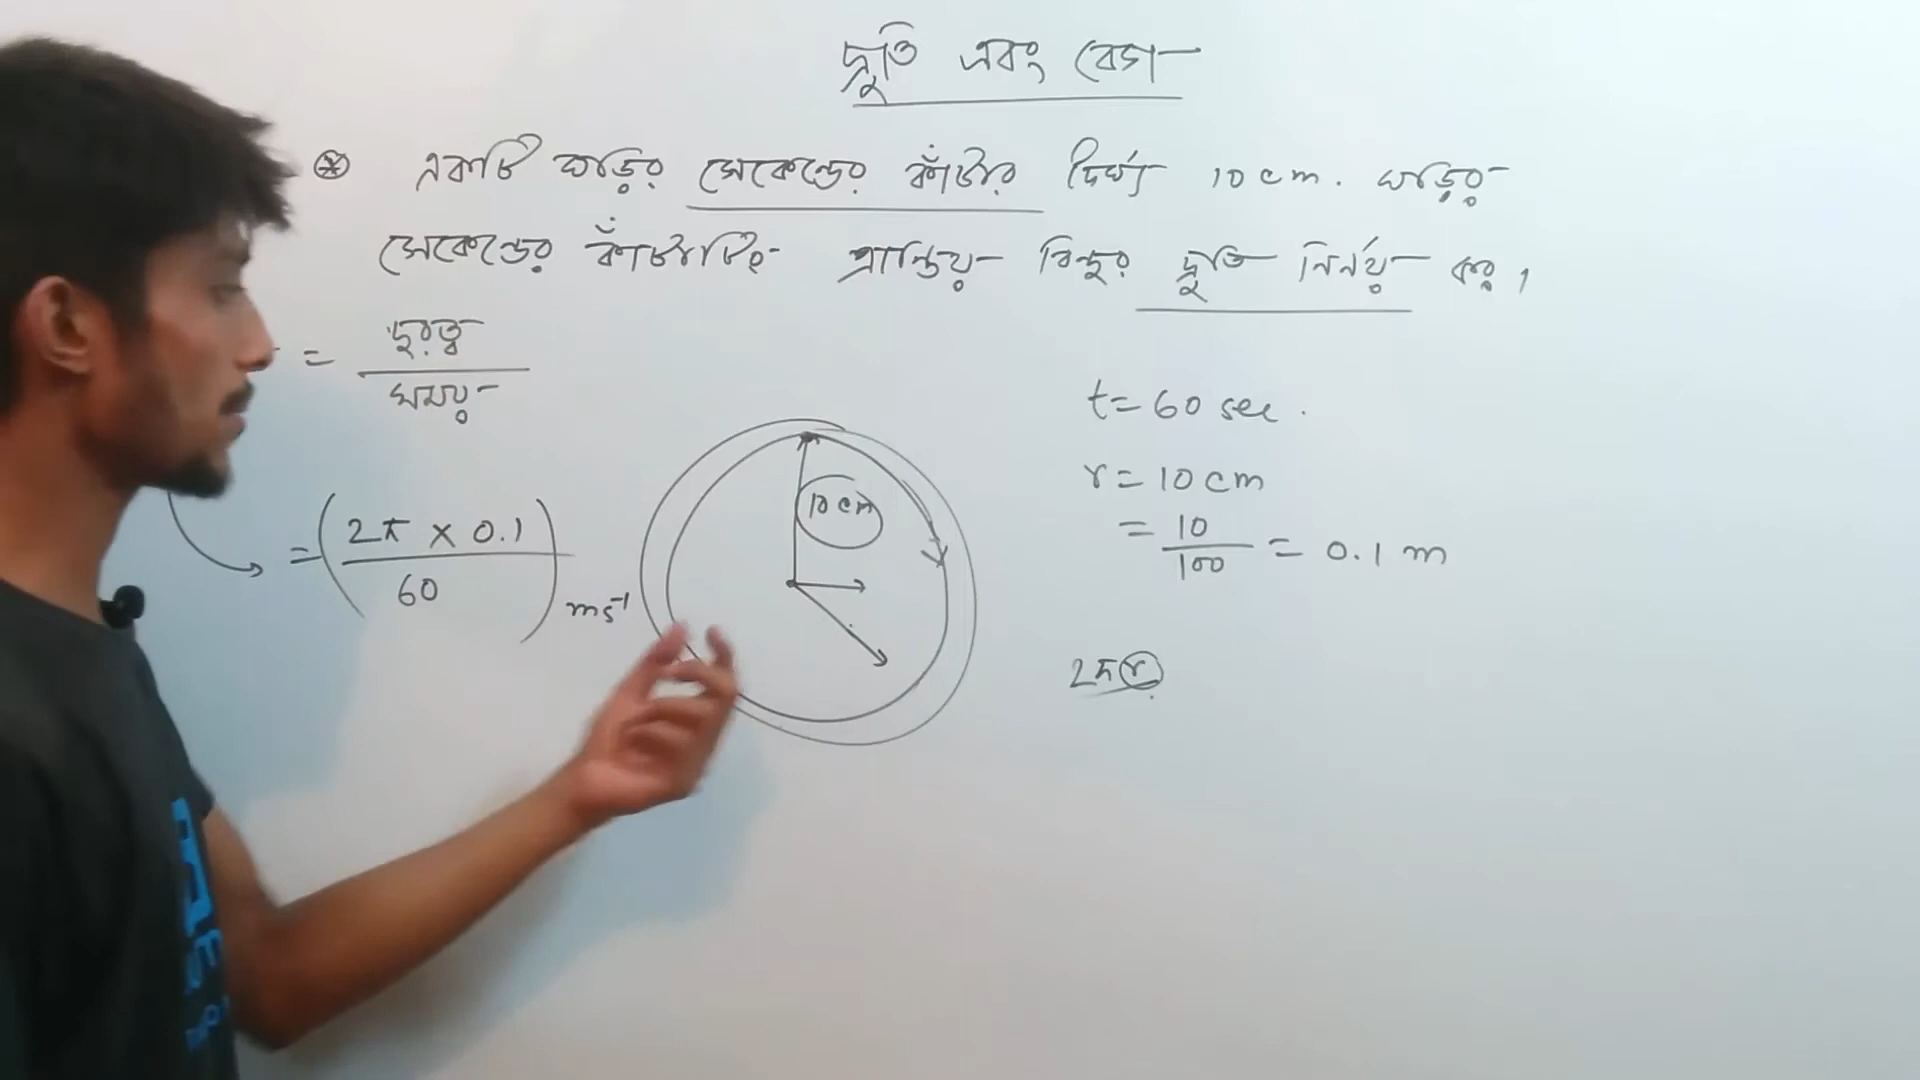 দ্রুতি এবং বেগ
একটি ঘড়ির সেকেন্ডের কাঁটার দৈর্ঘ্য 10 cm. ঘড়ির
সেকেন্ডের কাঁটাটির প্রান্তিয় বিন্দুর দ্রুতি নির্নয় কর।
= দূরত্ব
সময়
t = 60 sec.
r = 10 cm
= 10/100 = 0.1 m
10 cm
= (2π × 0.1 / 60) ms⁻¹
2πr